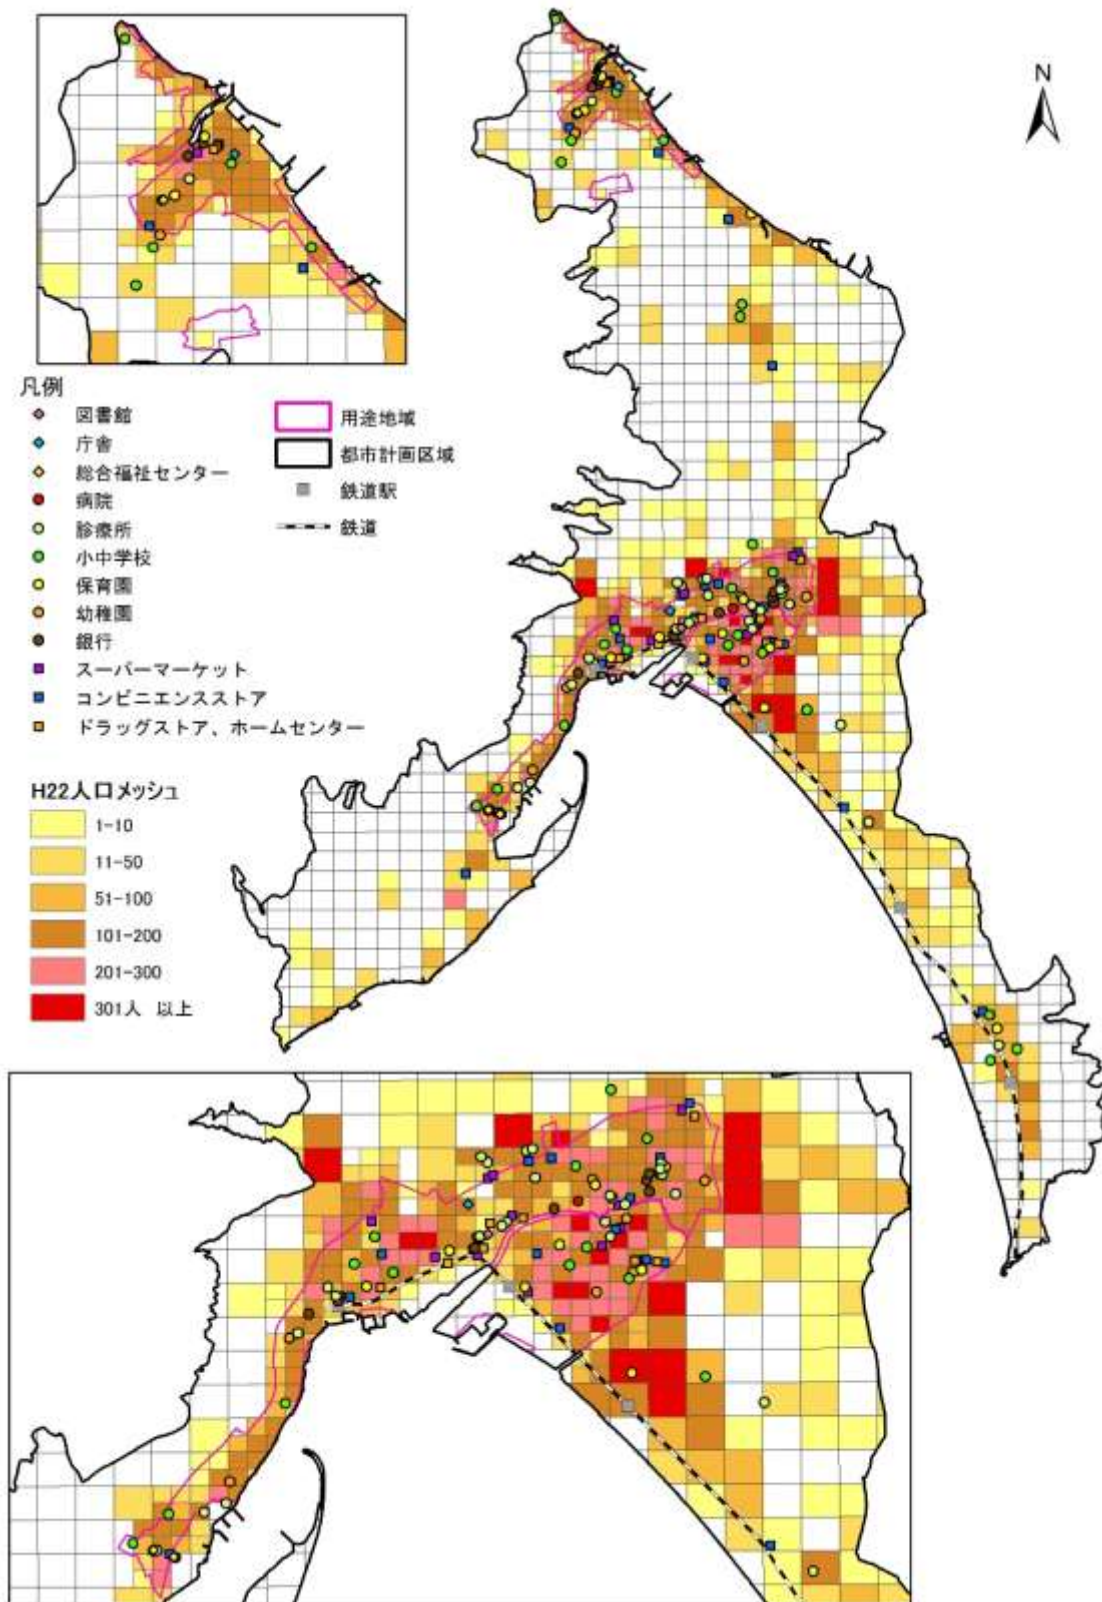 N
凡例
図書館
庁舎
総合福祉センター
病院
診療所
小中学校
保育園
幼稚園
銀行
スーパーマーケット
コンビニエンスストア
ドラッグストア、ホームセンター
用途地域
都市計画区域
鉄道駅
鉄道
H22人口メッシュ
1-10
11-50
51-100
101-200
201-300
301人 以上